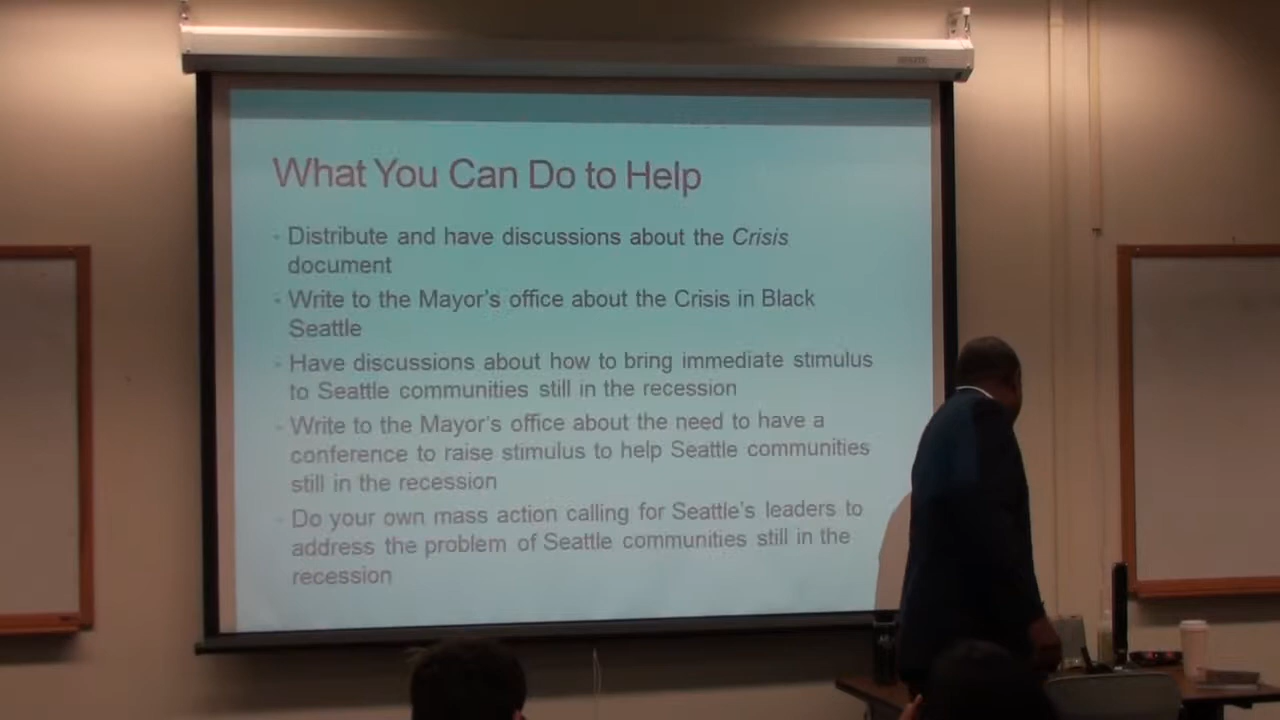 What You Can Do to Help
- Distribute and have discussions about the Crisis
document
- Write to the Mayor's office about the Crisis in Black
Seattle
- Have discussions about how to bring immediate stimulus
to Seattle communities still in the recession
- Write to the Mayor's office about the need to have a
conference to raise stimulus to help Seattle communities
still in the recession
- Do your own mass action calling for Seattle's leaders to
address the problem of Seattle communities still in the
recession